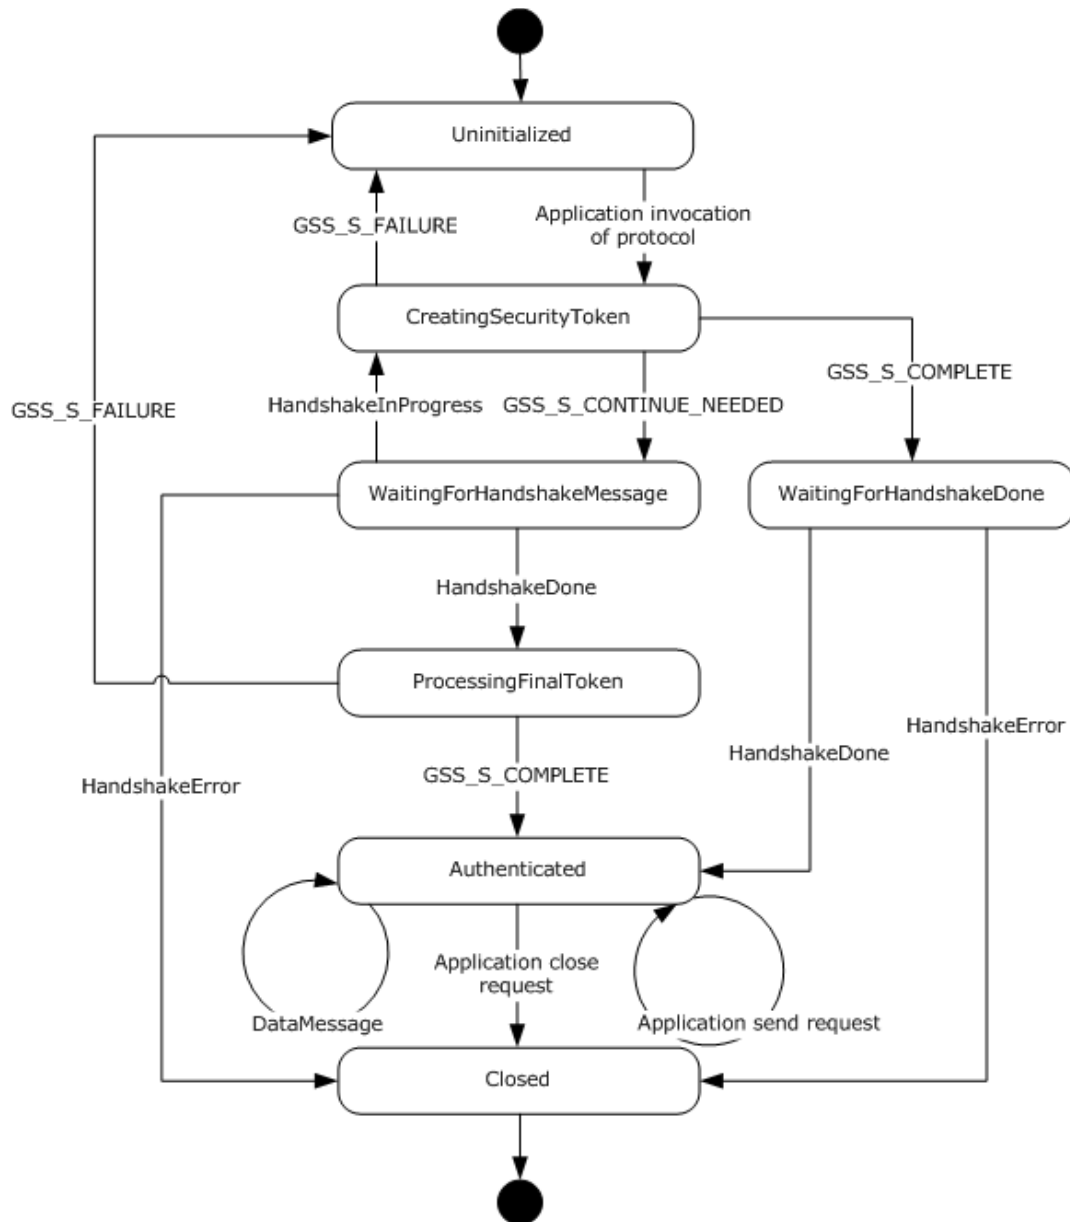 Uninitialized
Application invocation
of protocol
GSS_S_FAILURE
CreatingSecurityToken
GSS_S_COMPLETE
GSS_S_FAILURE
HandshakeInProgress
GSS_S_CONTINUE_NEEDED
WaitingForHandshakeMessage
WaitingForHandshakeDone
HandshakeDone
ProcessingFinalToken
HandshakeError
HandshakeDone
GSS_S_COMPLETE
HandshakeError
Authenticated
Application close
request
DataMessage
Application send request
Closed